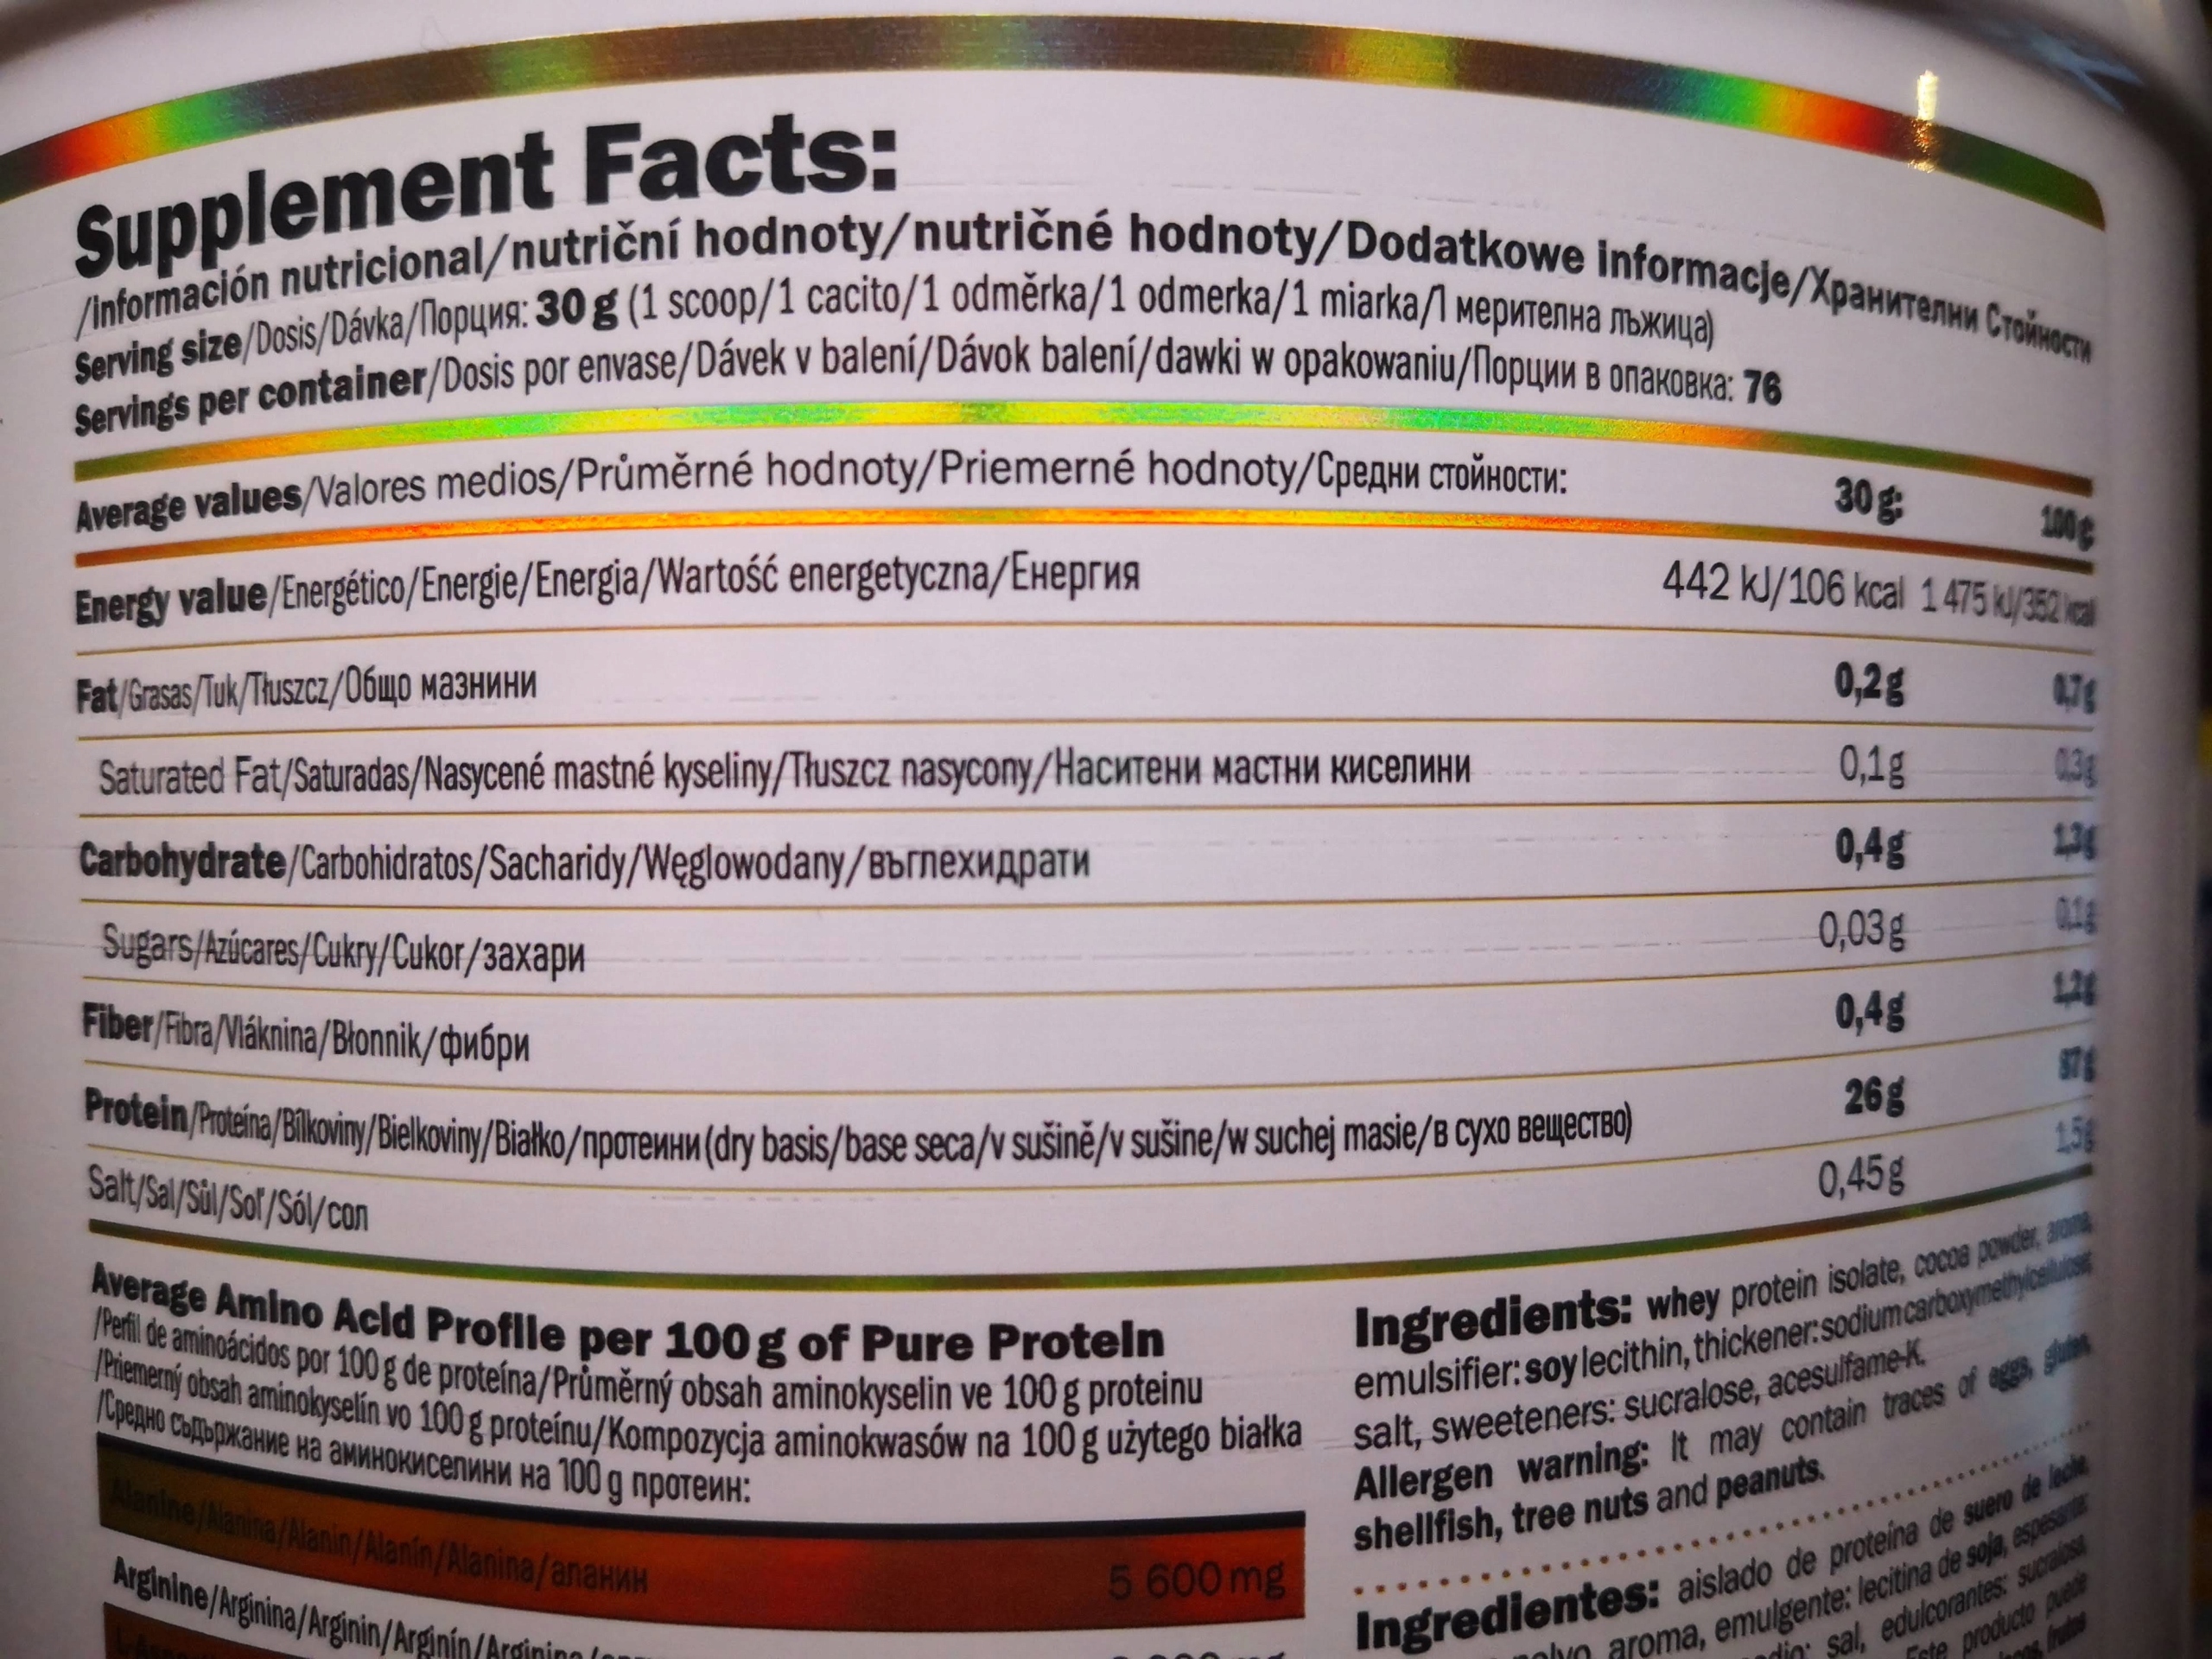 Supplement Facts:
/Información nutricional/nutriční hodnoty/nutričné hodnoty/Dodatkowe informacje/Хранителни Стойности
Serving size/Dosis/Dávka/Порция: 30 g (1 scoop/1 cacito/1 odměrka/1 odmerka/1 miarka/1 мерителна лъжица)
Servings per container/Dosis por envase/Dávek v balení/Dávok balení/dawki w opakowaniu/Порции в опаковка: 76
Average values/Valores medios/Průměrné hodnoty/Priemerné hodnoty/Средни стойности: 30 g: 100 g:
Energy value/Energético/Energie/Energia/Wartość energetyczna/Енергия 442 kJ/106 kcal 1 475 kJ/352 kcal
Fat/Grasas/Tuk/Tłuszcz/Общо мазнини 0,2 g 0,7 g
Saturated Fat/Saturadas/Nasycené mastné kyseliny/Tłuszcz nasycony/Наситени мастни киселини 0,1 g 0,3 g
Carbohydrate/Carbohidratos/Sacharidy/Węglowodany/въглехидрати 0,4 g 1,3 g
Sugars/Azúcares/Cukry/Cukor/захари 0,03 g 0,1 g
Fiber/Fibra/Vláknina/Błonnik/фибри 0,4 g 1,2 g
Protein/Proteína/Bílkoviny/Bielkoviny/Białko/протеини (dry basis/base seca/v sušině/v sušine/w suchej masie/в сухо вещество) 26 g 87 g
Salt/Sal/Sůl/Soľ/Sól/сол 0,45 g 1,5 g
Average Amino Acid Profile per 100 g of Pure Protein
/Perfil de aminoácidos por 100 g de proteína/Průměrný obsah aminokyselin ve 100 g proteinu
/Priemerný obsah aminokyselín vo 100 g proteínu/Kompozycja aminokwasów na 100 g użytego białka
/Средно съдържание на аминокиселини на 100 g протеин:
Alanine/Alanina/Alanin/Alanín/Alanina/аланин 5 600 mg
Arginine/Arginina/Arginin/Arginín/Arginina/
Ingredients: whey protein isolate, cocoa powder, aroma,
emulsifier: soy lecithin, thickener: sodium carboxymethylcellulose,
salt, sweeteners: sucralose, acesulfame-K.
Allergen warning: It may contain traces of eggs, gluten,
shellfish, tree nuts and peanuts.
Ingredientes: aislado de proteína de suero de leche,
aroma, emulgente: lecitina de soja, espesante:
sal, edulcorantes: sucralosa,
Este producto puede
frutos